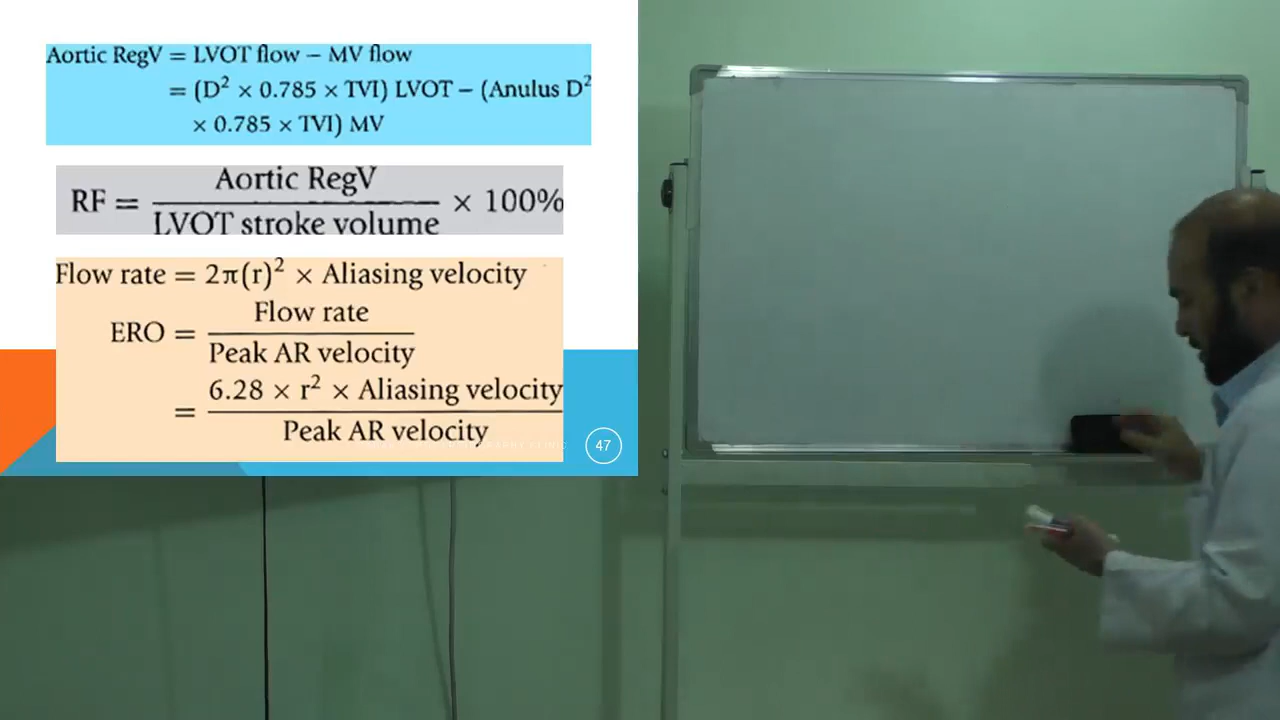 Aortic RegV = LVOT flow – MV flow
= (D² × 0.785 × TVI) LVOT – (Anulus D²
× 0.785 × TVI) MV
RF = Aortic RegV / LVOT stroke volume × 100%
Flow rate = 2π(r)² × Aliasing velocity
ERO = Flow rate / Peak AR velocity
= 6.28 × r² × Aliasing velocity / Peak AR velocity
47